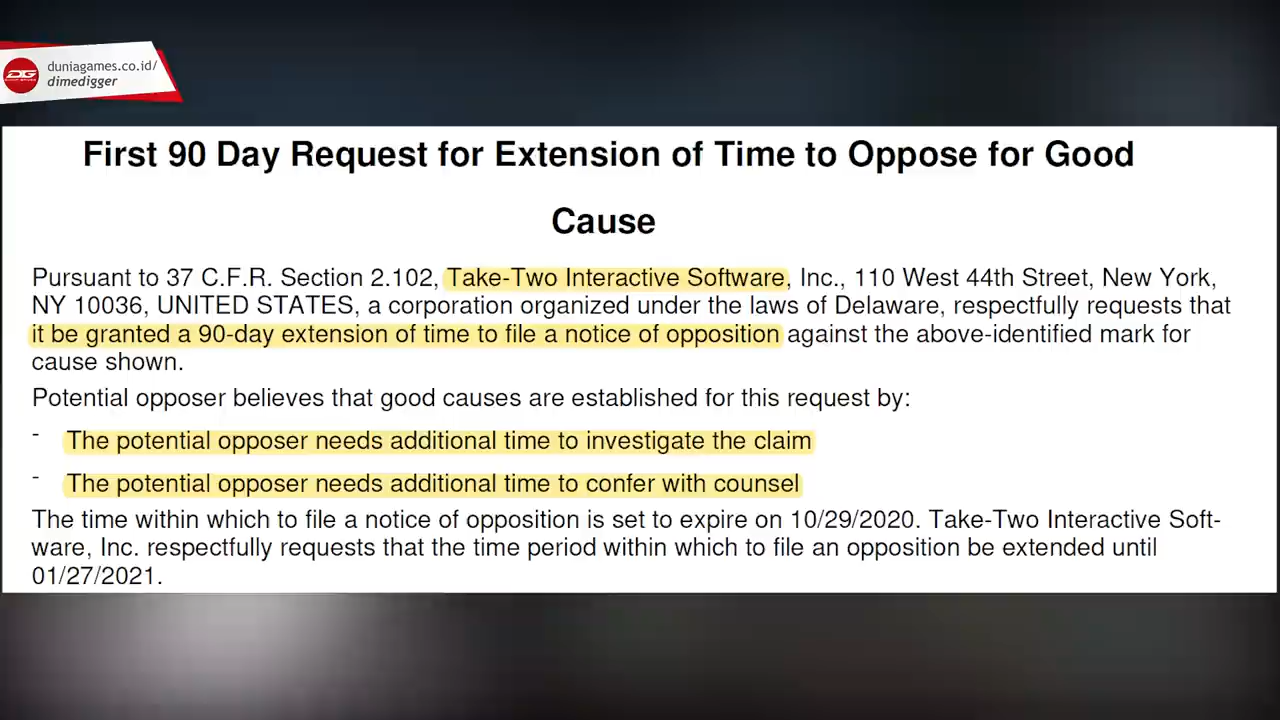 duniagames.co.id/
dimedigger
DG
First 90 Day Request for Extension of Time to Oppose for Good
Cause
Pursuant to 37 C.F.R. Section 2.102, Take-Two Interactive Software, Inc., 110 West 44th Street, New York,
NY 10036, UNITED STATES, a corporation organized under the laws of Delaware, respectfully requests that
it be granted a 90-day extension of time to file a notice of opposition against the above-identified mark for
cause shown.
Potential opposer believes that good causes are established for this request by:
- The potential opposer needs additional time to investigate the claim
- The potential opposer needs additional time to confer with counsel
The time within which to file a notice of opposition is set to expire on 10/29/2020. Take-Two Interactive Soft-
ware, Inc. respectfully requests that the time period within which to file an opposition be extended until
01/27/2021.